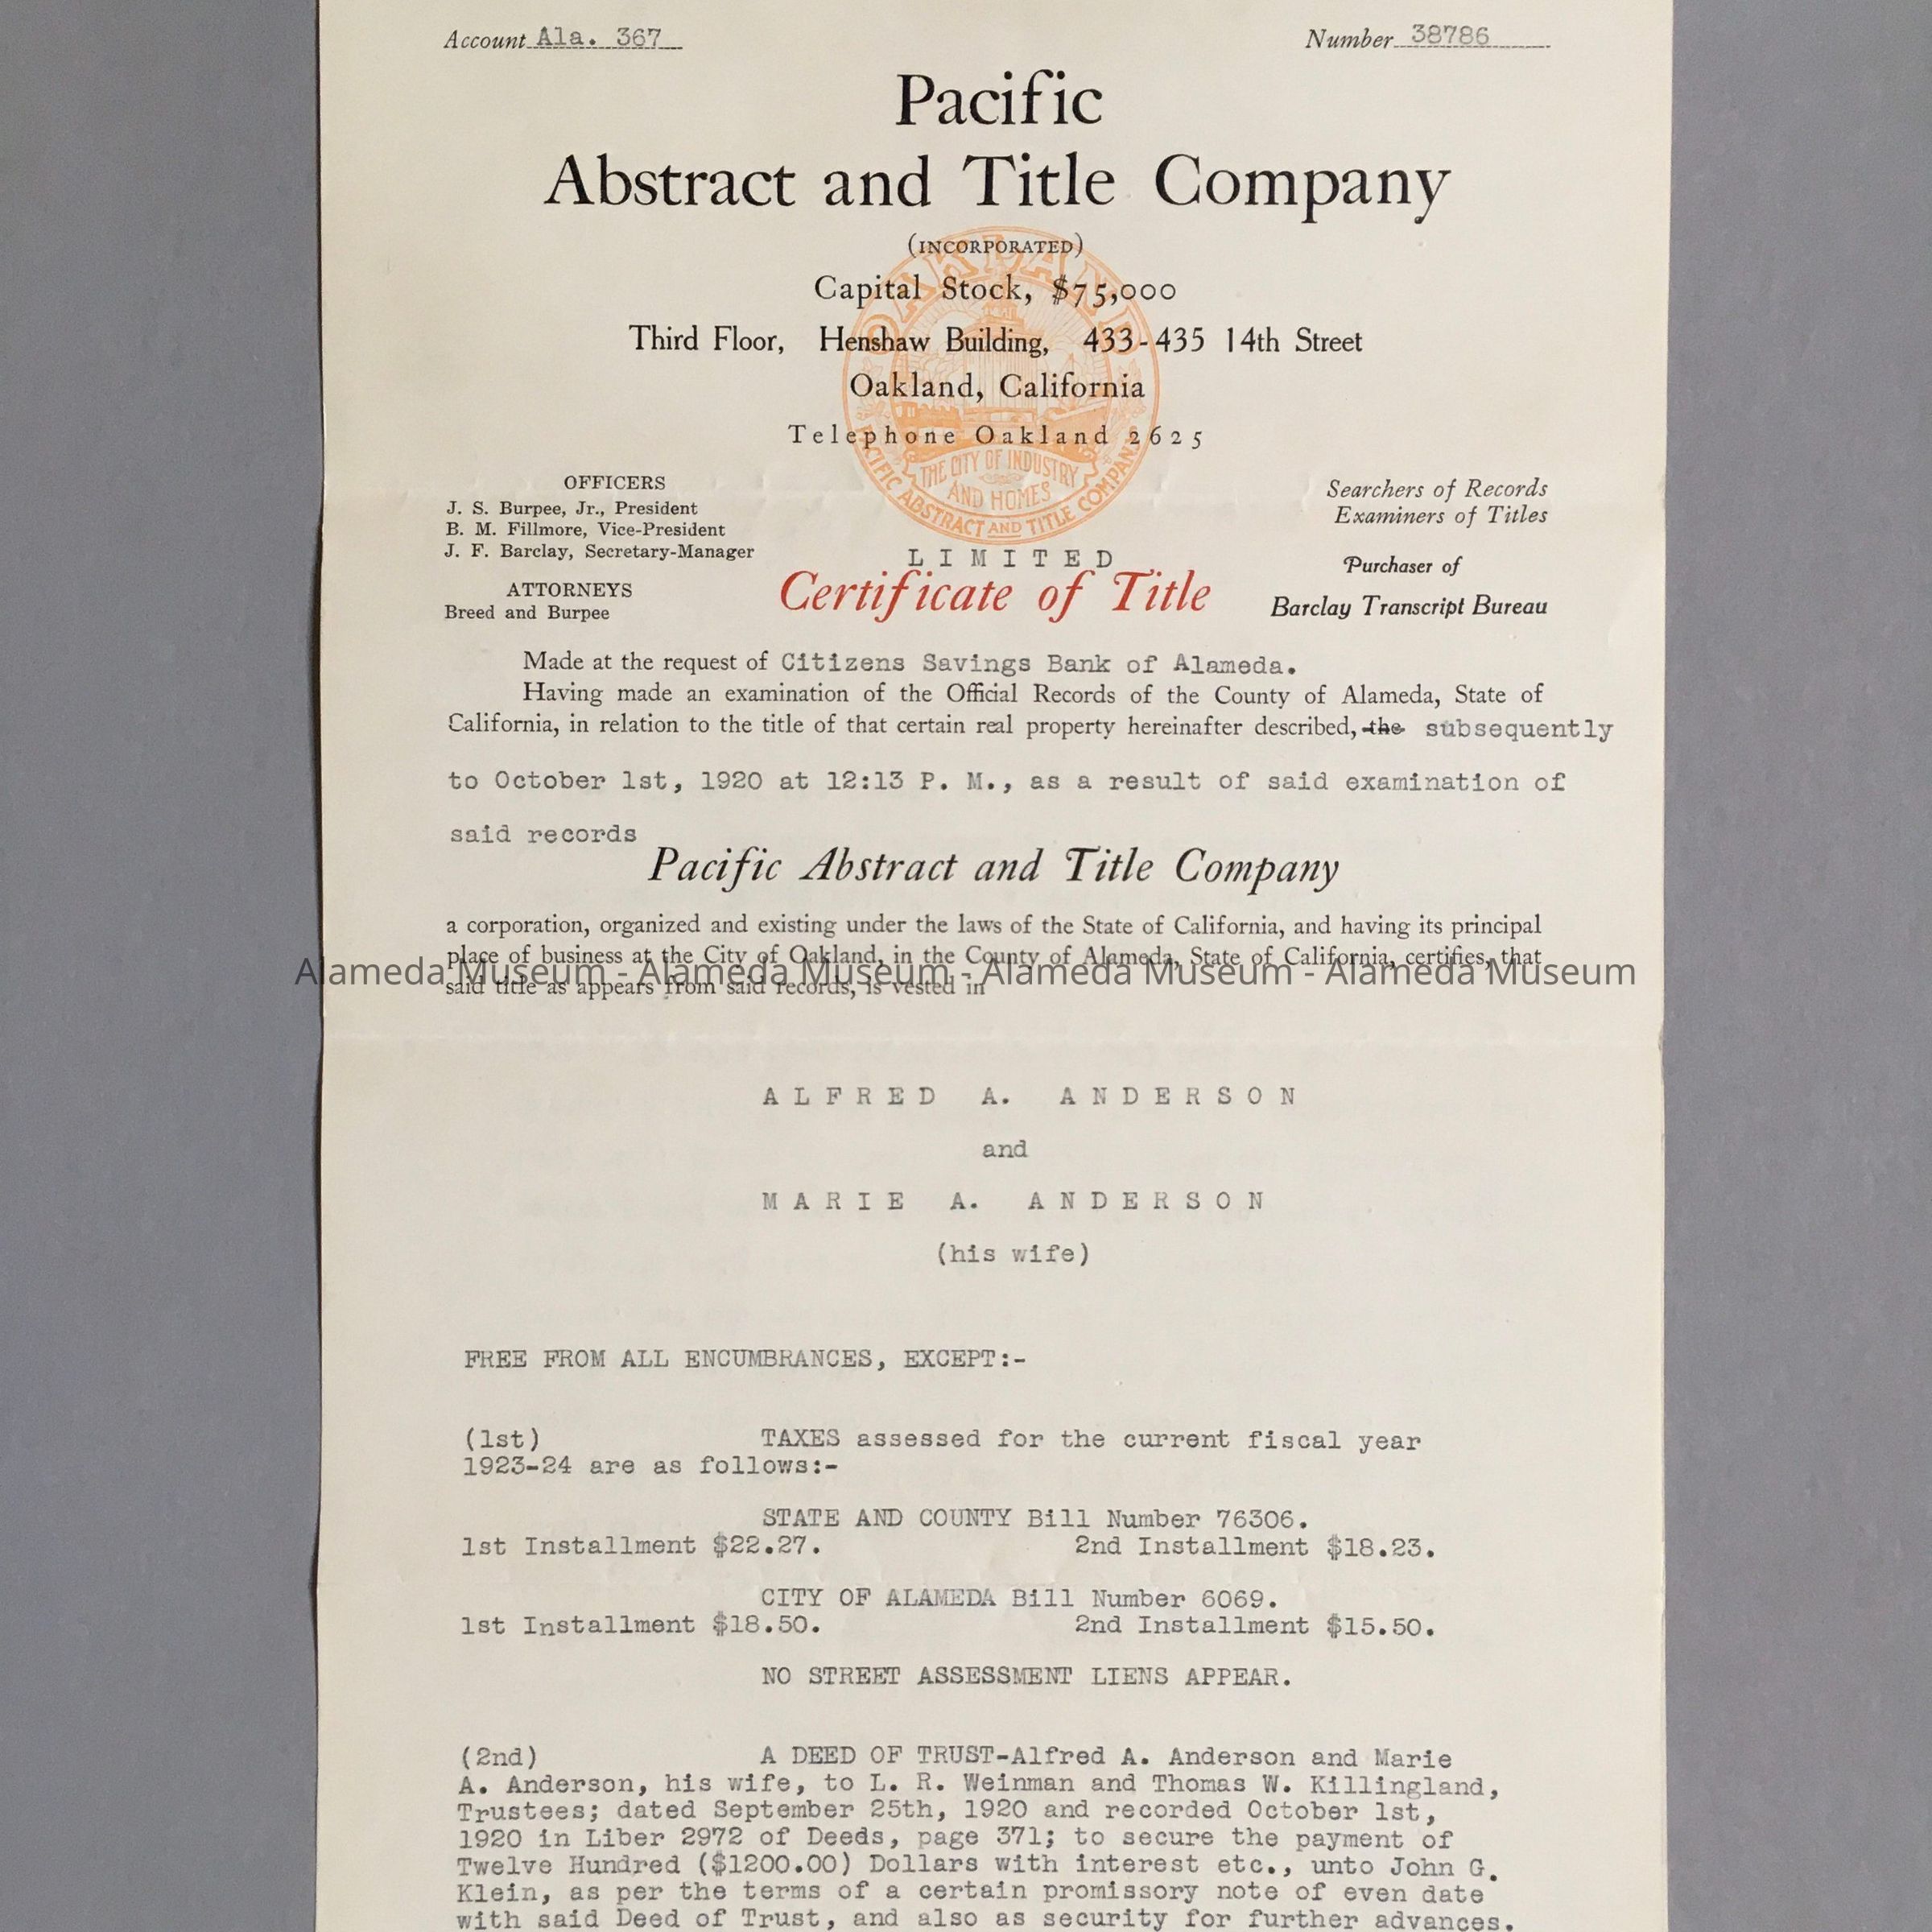 Account Ala. 367 Number 38786
Pacific
Abstract and Title Company
(INCORPORATED)
Capital Stock, $75,000
Third Floor, Henshaw Building, 433-435 14th Street
Oakland, California
Telephone Oakland 2625
OAKLAND
THE CITY OF INDUSTRY
AND HOMES
PACIFIC ABSTRACT AND TITLE COMPANY
OFFICERS
J. S. Burpee, Jr., President
B. M. Fillmore, Vice-President
J. F. Barclay, Secretary-Manager
ATTORNEYS
Breed and Burpee
Searchers of Records
Examiners of Titles
Purchaser of
Barclay Transcript Bureau
LIMITED
Certificate of Title
Made at the request of Citizens Savings Bank of Alameda.
Having made an examination of the Official Records of the County of Alameda, State of
California, in relation to the title of that certain real property hereinafter described, the subsequently
to October 1st, 1920 at 12:13 P. M., as a result of said examination of
said records
Pacific Abstract and Title Company
a corporation, organized and existing under the laws of the State of California, and having its principal
place of business at the City of Oakland, in the County of Alameda, State of California, certifies, that
Alameda Museum - Alameda Museum - Alameda Museum - Alameda Museum
said title as appears from said records, is vested in
ALFRED A. ANDERSON
and
MARIE A. ANDERSON
(his wife)
FREE FROM ALL ENCUMBRANCES, EXCEPT:-
(1st) TAXES assessed for the current fiscal year
1923-24 are as follows:-
STATE AND COUNTY Bill Number 76306.
1st Installment $22.27. 2nd Installment $18.23.
CITY OF ALAMEDA Bill Number 6069.
1st Installment $18.50. 2nd Installment $15.50.
NO STREET ASSESSMENT LIENS APPEAR.
(2nd) A DEED OF TRUST-Alfred A. Anderson and Marie
A. Anderson, his wife, to L. R. Weinman and Thomas W. Killingland,
Trustees; dated September 25th, 1920 and recorded October 1st,
1920 in Liber 2972 of Deeds, page 371; to secure the payment of
Twelve Hundred ($1200.00) Dollars with interest etc., unto John G.
Klein, as per the terms of a certain promissory note of even date
with said Deed of Trust, and also as security for further advances.